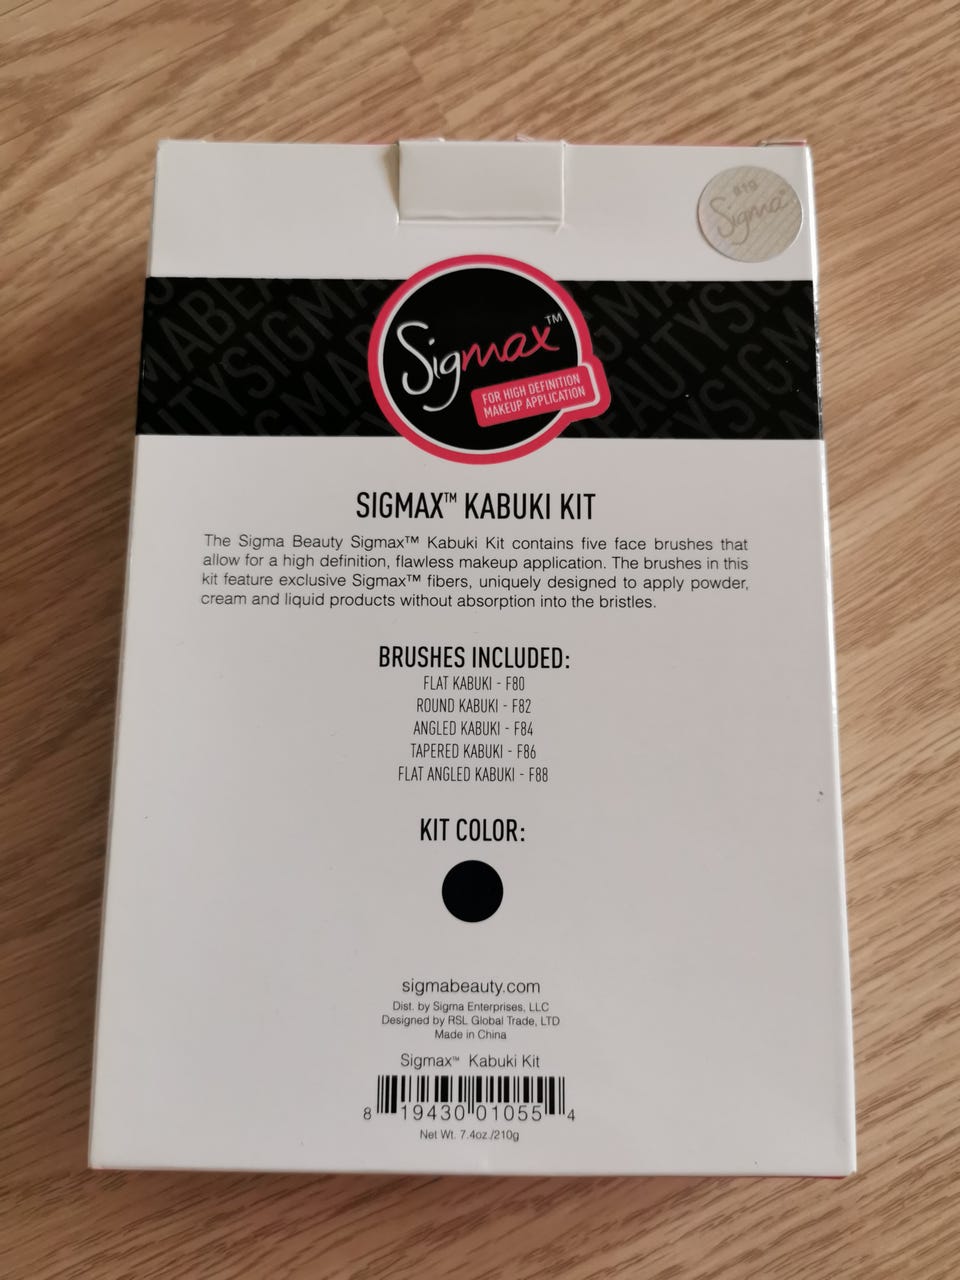 Sigma
Sigmax™
FOR HIGH DEFINITION
MAKEUP APPLICATION
SIGMAX™ KABUKI KIT
The Sigma Beauty Sigmax™ Kabuki Kit contains five face brushes that
allow for a high definition, flawless makeup application. The brushes in this
kit feature exclusive Sigmax™ fibers, uniquely designed to apply powder,
cream and liquid products without absorption into the bristles.
BRUSHES INCLUDED:
FLAT KABUKI - F80
ROUND KABUKI - F82
ANGLED KABUKI - F84
TAPERED KABUKI - F86
FLAT ANGLED KABUKI - F88
KIT COLOR:
sigmabeauty.com
Dist. by Sigma Enterprises, LLC
Designed by RSL Global Trade, LTD
Made in China
Sigmax™ Kabuki Kit
8 19430 01055 4
Net Wt. 7.4oz./210g